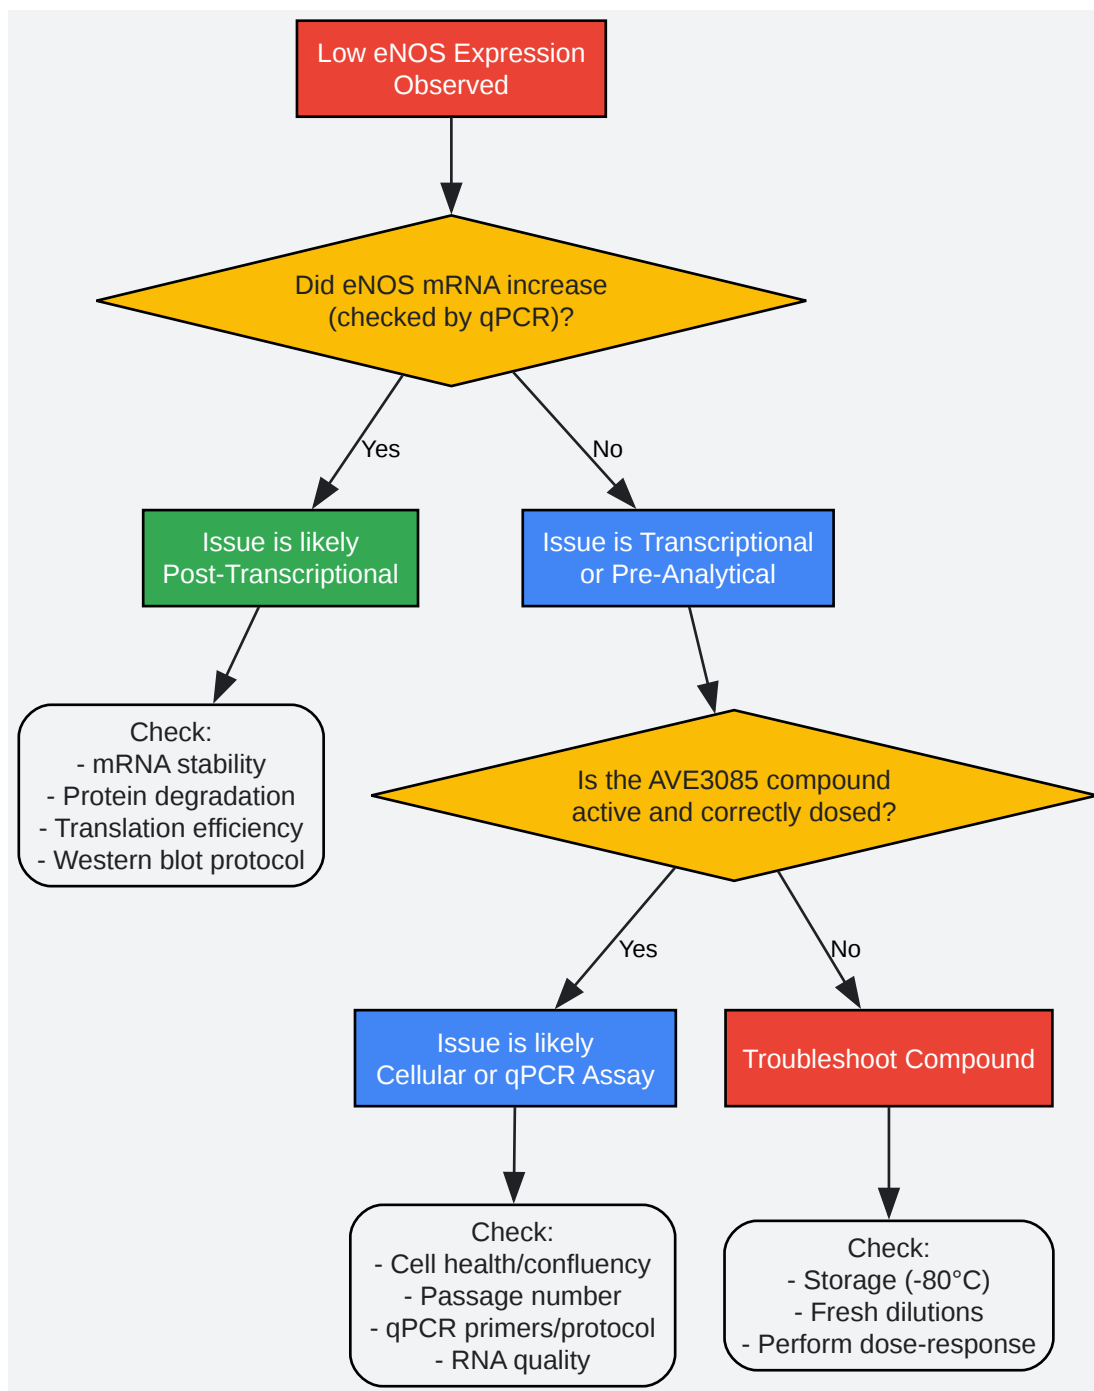 Low eNOS Expression
Observed
Did eNOS mRNA increase
(checked by qPCR)?
Yes
No
Issue is likely
Post-Transcriptional
Issue is Transcriptional
or Pre-Analytical
Check:
- mRNA stability
- Protein degradation
- Translation efficiency
- Western blot protocol
Is the AVE3085 compound
active and correctly dosed?
Yes
No
Issue is likely
Cellular or qPCR Assay
Troubleshoot Compound
Check:
- Cell health/confluency
- Passage number
- qPCR primers/protocol
- RNA quality
Check:
- Storage (-80°C)
- Fresh dilutions
- Perform dose-response